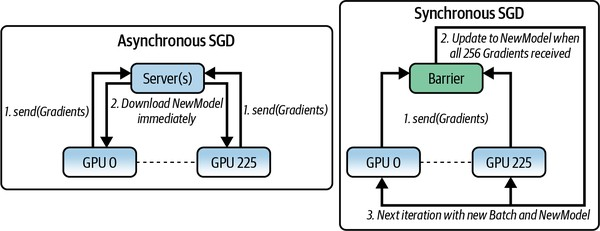 Asynchronous SGD
Server(s)
1. send(Gradients)
2. Download NewModel
immediately
1. send(Gradients)
GPU 0
GPU 225
Synchronous SGD
2. Update to NewModel when
all 256 Gradients received
Barrier
1. send(Gradients)
GPU 0
GPU 225
3. Next iteration with new Batch and NewModel